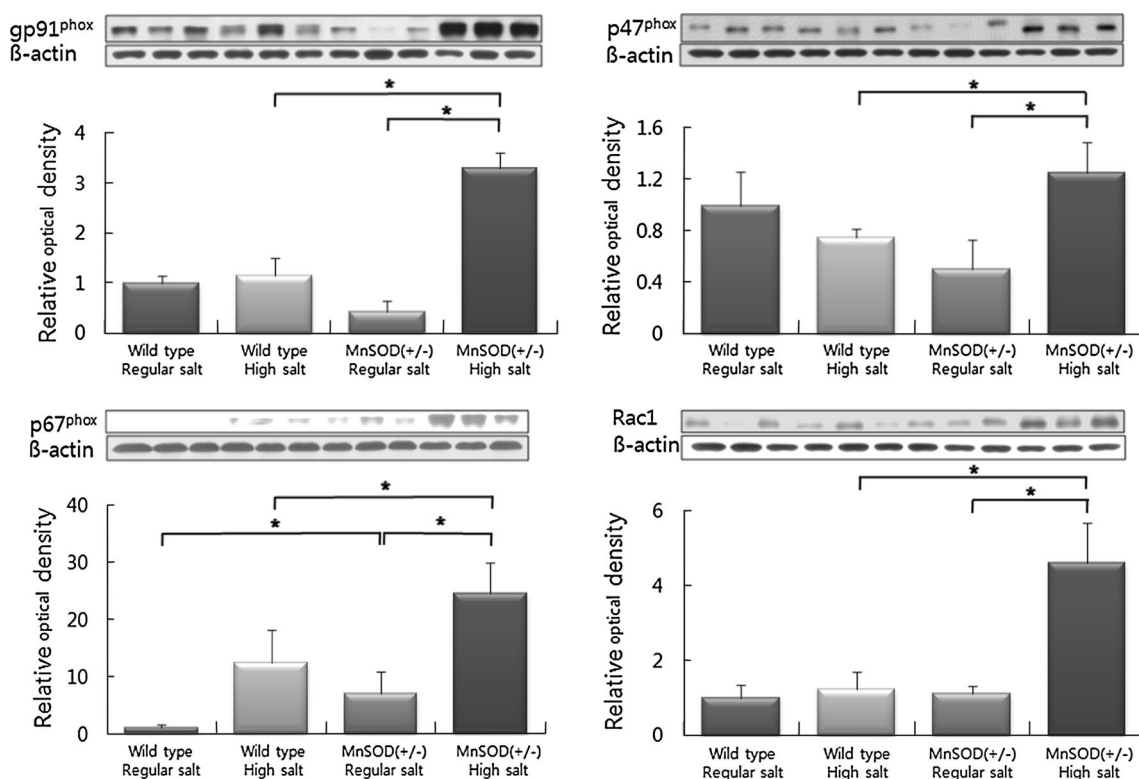 gp91phox
ß-actin
*
*
Relative optical density
4
3
2
1
0
Wild type
Regular salt
Wild type
High salt
MnSOD(+/-)
Regular salt
MnSOD(+/-)
High salt
p47phox
ß-actin
*
*
Relative optical density
1.6
1.2
0.8
0.4
0
Wild type
Regular salt
Wild type
High salt
MnSOD(+/-)
Regular salt
MnSOD(+/-)
High salt
p67phox
ß-actin
*
*
*
Relative optical density
40
30
20
10
0
Wild type
Regular salt
Wild type
High salt
MnSOD(+/-)
Regular salt
MnSOD(+/-)
High salt
Rac1
ß-actin
*
*
Relative optical density
6
4
2
0
Wild type
Regular salt
Wild type
High salt
MnSOD(+/-)
Regular salt
MnSOD(+/-)
High salt